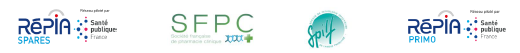 Réseau piloté par
RéPIA
SPARES
Santé
publique
France
SFPC
Société française
de pharmacie clinique
Spilf
Réseau piloté par
RéPIA
PRIMO
Santé
publique
France